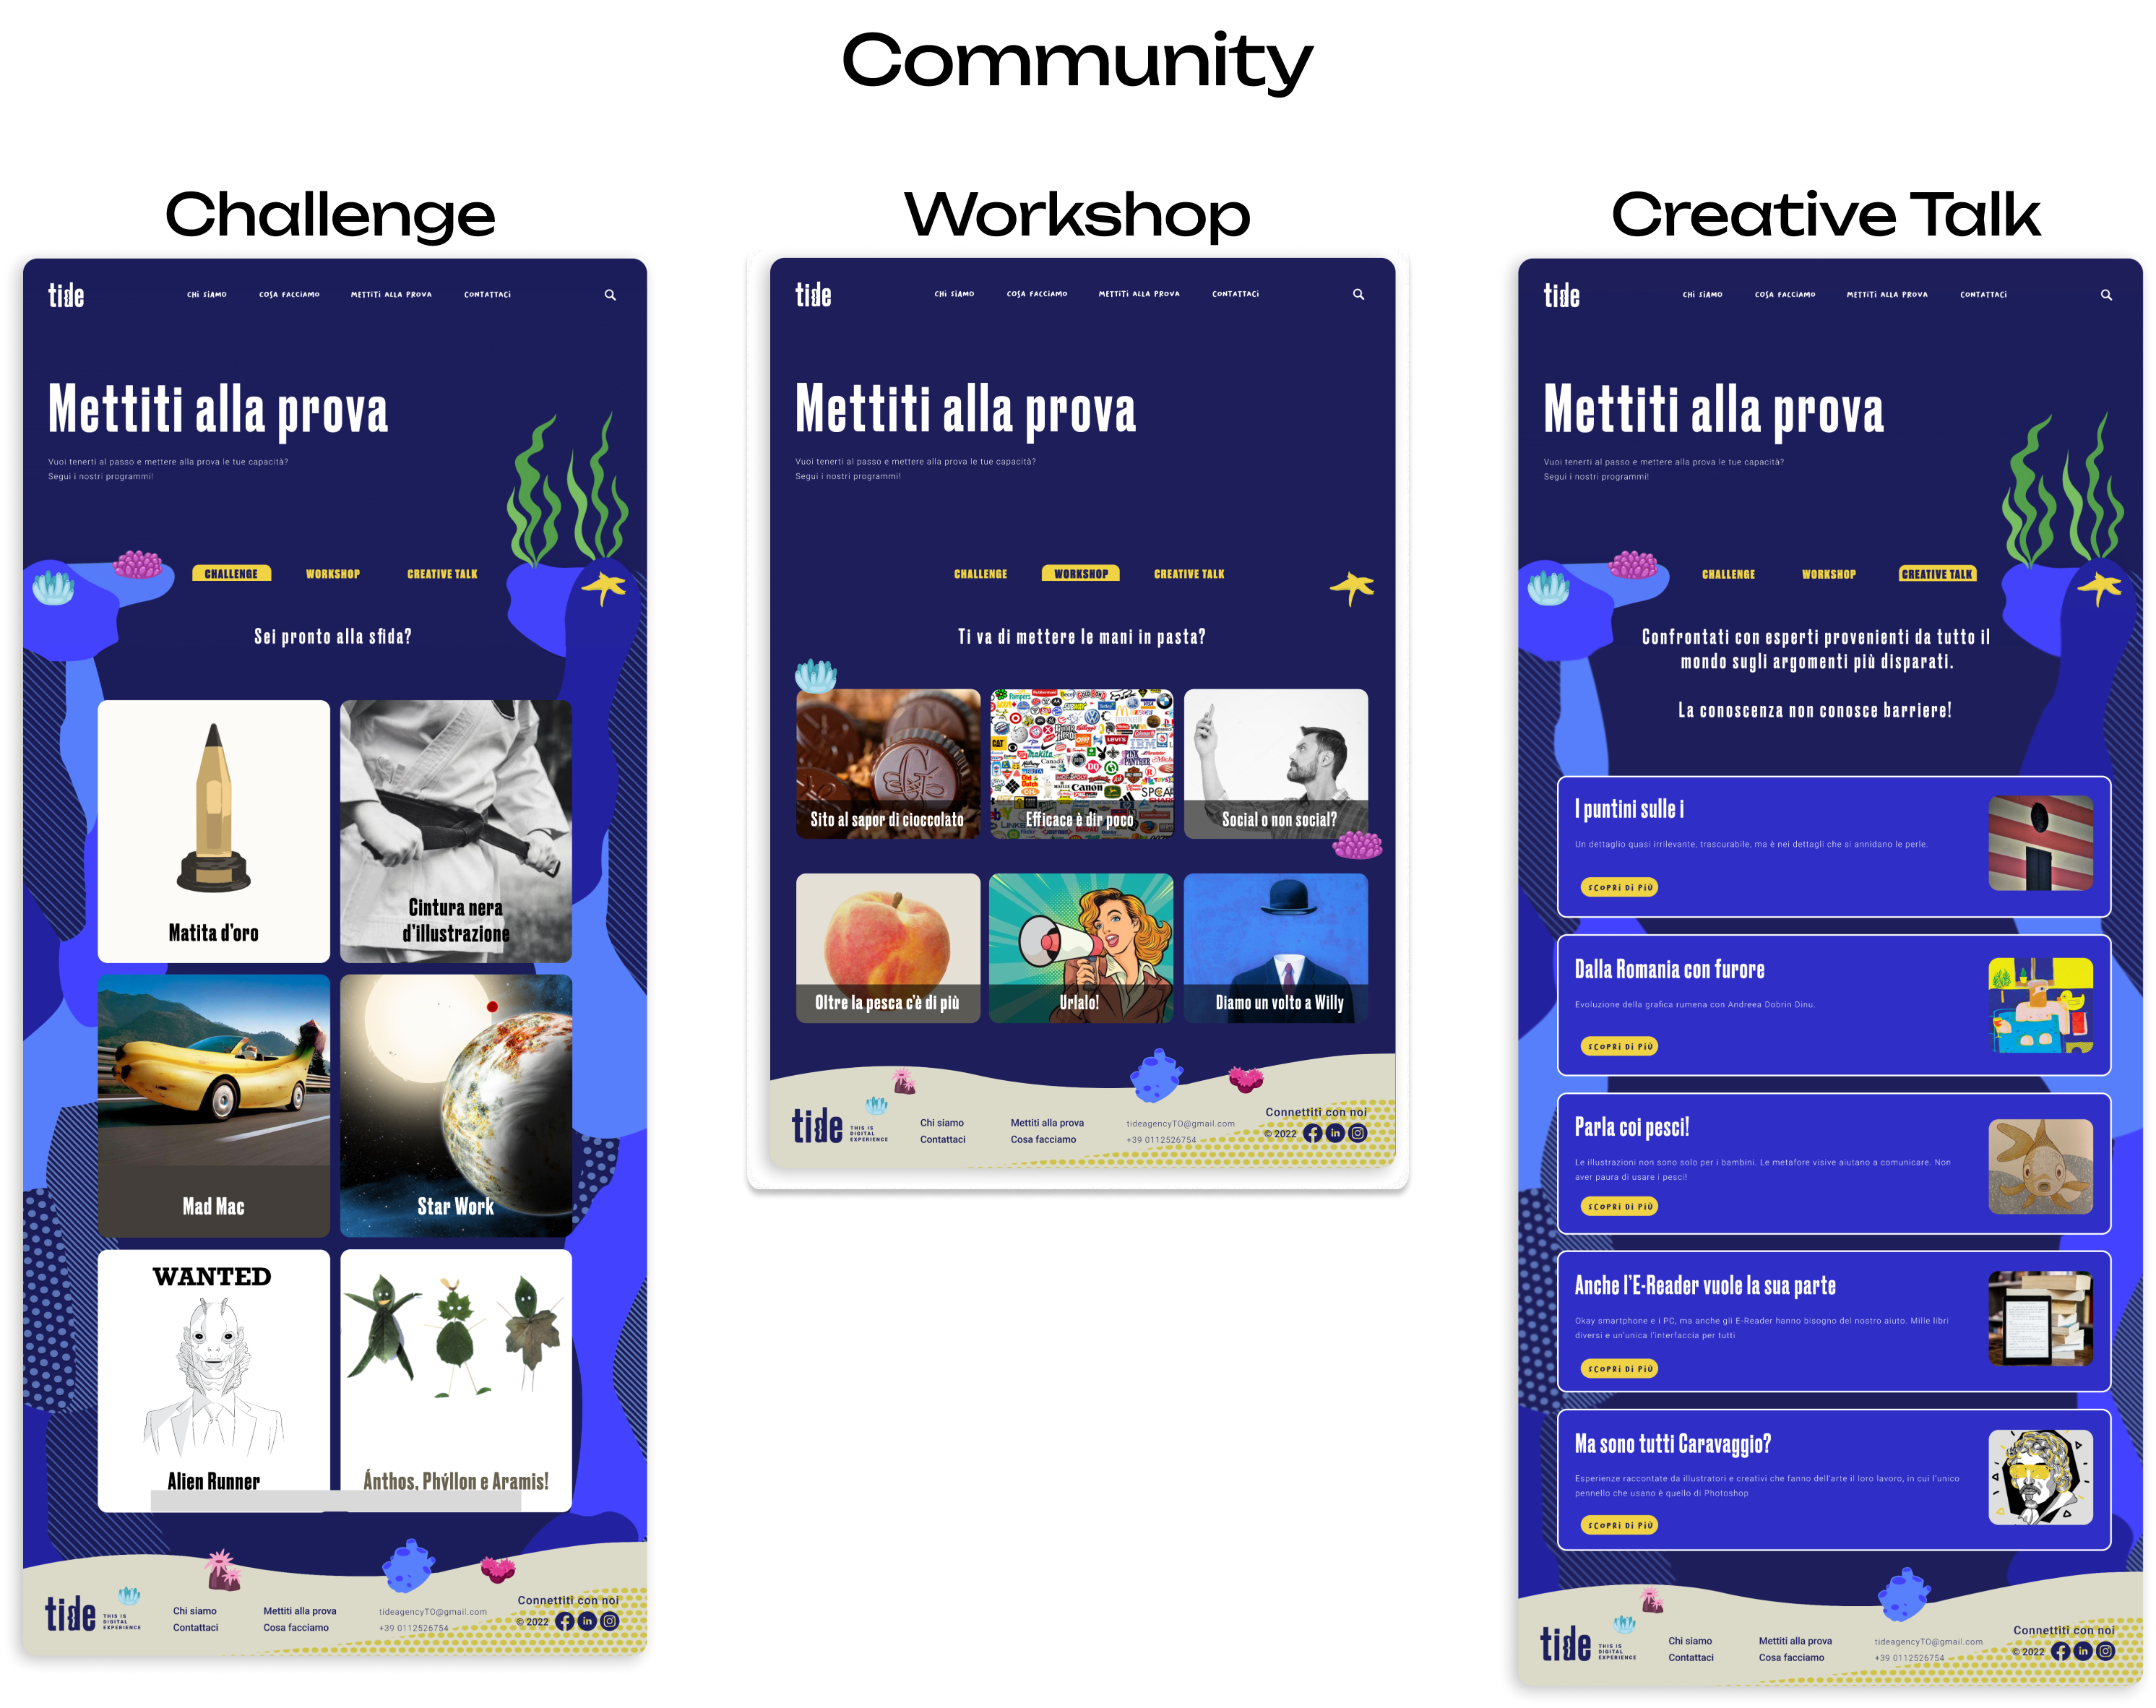 Community
Challenge
tide
CHi SiAMO
COSA FACCiAMO
METTiTi ALLA PROVA
CONTATTACi
Mettiti alla prova
Vuoi tenerti al passo e mettere alla prova le tue capacità?
Segui i nostri programmi!
CHALLENGE
WORKSHOP
CREATIVE TALK
Sei pronto alla sfida?
Matita d'oro
Cintura nera
d'illustrazione
Mad Mac
Star Work
WANTED
Alien Runner
Ánthos, Phýllon e Aramis!
tide
THIS IS
DIGITAL
EXPERIENCE
Chi siamo
Contattaci
Mettiti alla prova
Cosa facciamo
tideagencyTO@gmail.com
+39 0112526754
Connettiti con noi
© 2022
Workshop
tide
CHi SiAMO
COSA FACCiAMO
METTiTi ALLA PROVA
CONTATTACi
Mettiti alla prova
Vuoi tenerti al passo e mettere alla prova le tue capacità?
Segui i nostri programmi!
CHALLENGE
WORKSHOP
CREATIVE TALK
Ti va di mettere le mani in pasta?
Sito al sapor di cioccolato
Pampers
SUBWAY
CAT
makita
Levi's
IBM
PINK
PANTHER
Canon
SPCA
Efficace è dir poco
Social o non social?
Oltre la pesca c'è di più
Urlalo!
Diamo un volto a Willy
tide
THIS IS
DIGITAL
EXPERIENCE
Chi siamo
Contattaci
Mettiti alla prova
Cosa facciamo
tideagencyTO@gmail.com
+39 0112526754
Connettiti con noi
© 2022
Creative Talk
tide
CHi SiAMO
COSA FACCiAMO
METTiTi ALLA PROVA
CONTATTACi
Mettiti alla prova
Vuoi tenerti al passo e mettere alla prova le tue capacità?
Segui i nostri programmi!
CHALLENGE
WORKSHOP
CREATIVE TALK
Confrontati con esperti provenienti da tutto il
mondo sugli argomenti più disparati.
La conoscenza non conosce barriere!
I puntini sulle i
Un dettaglio quasi irrilevante, trascurabile, ma è nei dettagli che si annidano le perle.
SCOPRi Di PiÙ
Dalla Romania con furore
Evoluzione della grafica rumena con Andreea Dobrin Dinu.
SCOPRi Di PiÙ
Parla coi pesci!
Le illustrazioni non sono solo per i bambini. Le metafore visive aiutano a comunicare. Non
aver paura di usare i pesci!
SCOPRi Di PiÙ
Anche l'E-Reader vuole la sua parte
Okay smartphone e i PC, ma anche gli E-Reader hanno bisogno del nostro aiuto. Mille libri
diversi e un'unica l'interfaccia per tutti
SCOPRi Di PiÙ
Ma sono tutti Caravaggio?
Esperienze raccontate da illustratori e creativi che fanno dell'arte il loro lavoro, in cui l'unico
pennello che usano è quello di Photoshop
SCOPRi Di PiÙ
tide
THIS IS
DIGITAL
EXPERIENCE
Chi siamo
Contattaci
Mettiti alla prova
Cosa facciamo
tideagencyTO@gmail.com
+39 0112526754
Connettiti con noi
© 2022